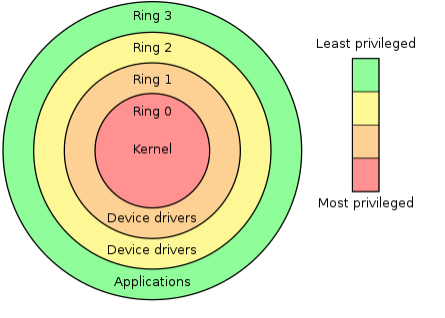 Ring 3
Ring 2
Ring 1
Ring 0
Kernel
Device drivers
Device drivers
Applications
Least privileged
Most privileged